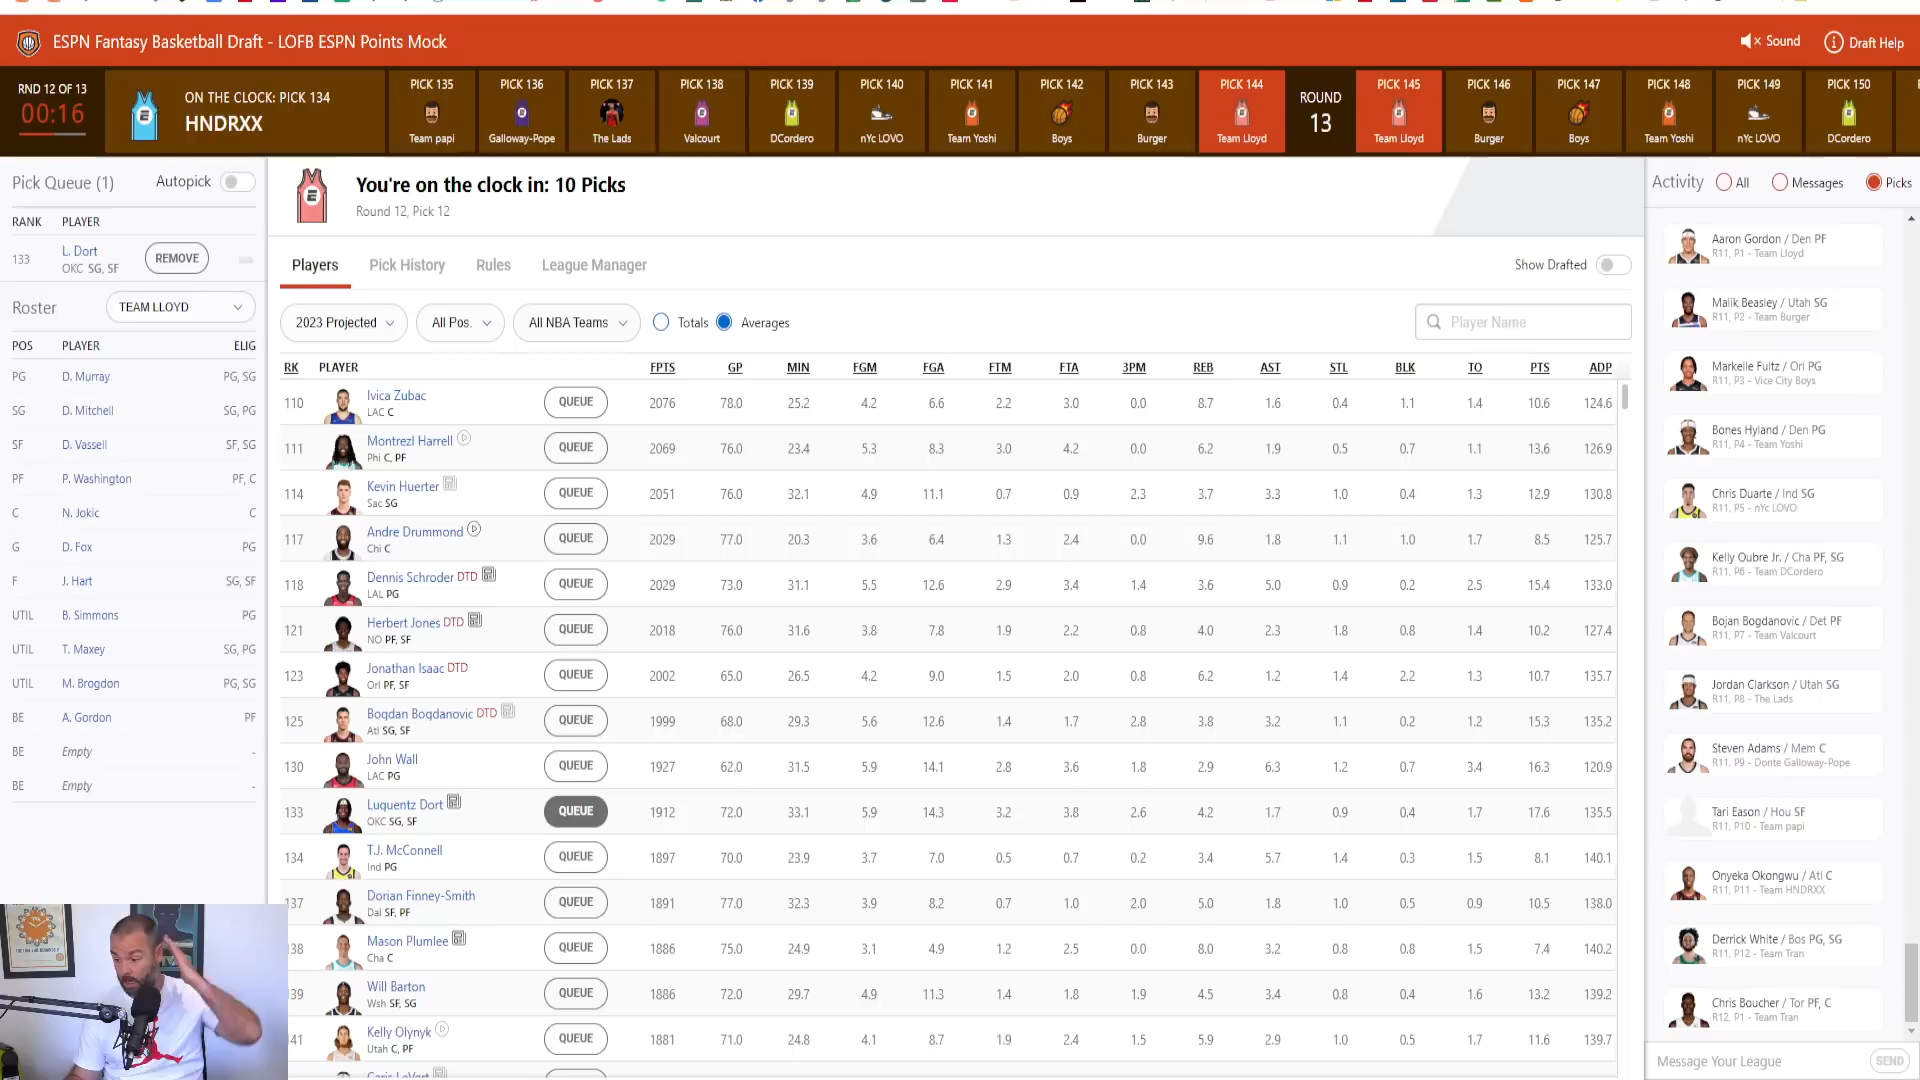 ESPN Fantasy Basketball Draft - LOFB ESPN Points Mock
Sound
Draft Help
RND 12 OF 13
00:16
ON THE CLOCK: PICK 134
HNDRXX
PICK 135 Team papi
PICK 136 Galloway-Pope
PICK 137 The Lads
PICK 138 Valcourt
PICK 139 DCordero
PICK 140 nYc LOVO
PICK 141 Team Yoshi
PICK 142 Boys
PICK 143 Burger
PICK 144 Team Lloyd
ROUND 13
PICK 145 Team Lloyd
PICK 146 Burger
PICK 147 Boys
PICK 148 Team Yoshi
PICK 149 nYc LOVO
PICK 150 DCordero
Pick Queue (1) Autopick
RANK PLAYER
133 L. Dort REMOVE
OKC SG, SF
Roster TEAM LLOYD
POS PLAYER ELIG
PG D. Murray PG, SG
SG D. Mitchell SG, PG
SF D. Vassell SF, SG
PF P. Washington PF, C
C N. Jokic C
G D. Fox PG
F J. Hart SG, SF
UTIL B. Simmons PG
UTIL T. Maxey SG, PG
UTIL M. Brogdon PG, SG
BE A. Gordon PF
BE Empty -
BE Empty -
You're on the clock in: 10 Picks
Round 12, Pick 12
Players Pick History Rules League Manager
Show Drafted
2023 Projected All Pos. All NBA Teams Totals Averages
Player Name
RK PLAYER FPTS GP MIN FGM FGA FTM FTA 3PM REB AST STL BLK TO PTS ADP
110 Ivica Zubac LAC C QUEUE 2076 78.0 25.2 4.2 6.6 2.2 3.0 0.0 8.7 1.6 0.4 1.1 1.4 10.6 124.6
111 Montrezl Harrell Phi C, PF QUEUE 2069 76.0 23.4 5.3 8.3 3.0 4.2 0.0 6.2 1.9 0.5 0.7 1.1 13.6 126.9
114 Kevin Huerter Sac SG QUEUE 2051 76.0 32.1 4.9 11.1 0.7 0.9 2.3 3.7 3.3 1.0 0.4 1.3 12.9 130.8
117 Andre Drummond Chi C QUEUE 2029 77.0 20.3 3.6 6.4 1.3 2.4 0.0 9.6 1.8 1.1 1.0 1.7 8.5 125.7
118 Dennis Schroder DTD LAL PG QUEUE 2029 73.0 31.1 5.5 12.6 2.9 3.4 1.4 3.6 5.0 0.9 0.2 2.5 15.4 133.0
121 Herbert Jones DTD NO PF, SF QUEUE 2018 76.0 31.6 3.8 7.8 1.9 2.2 0.8 4.0 2.3 1.8 0.8 1.4 10.2 127.4
123 Jonathan Isaac DTD Orl PF, SF QUEUE 2002 65.0 26.5 4.2 9.0 1.5 2.0 0.8 6.2 1.2 1.4 2.2 1.3 10.7 135.7
125 Bogdan Bogdanovic DTD Atl SG, SF QUEUE 1999 68.0 29.3 5.6 12.6 1.4 1.7 2.8 3.8 3.2 1.1 0.2 1.2 15.3 135.2
130 John Wall LAC PG QUEUE 1927 62.0 31.5 5.9 14.1 2.8 3.6 1.8 2.9 6.3 1.2 0.7 3.4 16.3 120.9
133 Luguentz Dort OKC SG, SF QUEUE 1912 72.0 33.1 5.9 14.3 3.2 3.8 2.6 4.2 1.7 0.9 0.4 1.7 17.6 135.5
134 T.J. McConnell Ind PG QUEUE 1897 70.0 23.9 3.7 7.0 0.5 0.7 0.2 3.4 5.7 1.4 0.3 1.5 8.1 140.1
137 Dorian Finney-Smith Dal SF, PF QUEUE 1891 77.0 32.3 3.9 8.2 0.7 1.0 2.0 5.0 1.8 1.0 0.5 0.9 10.5 138.0
38 Mason Plumlee Cha C QUEUE 1886 75.0 24.9 3.1 4.9 1.2 2.5 0.0 8.0 3.2 0.8 0.8 1.5 7.4 140.2
39 Will Barton Wsh SF, SG QUEUE 1886 72.0 29.7 4.9 11.3 1.4 1.8 1.9 4.5 3.4 0.8 0.4 1.6 13.2 139.2
41 Kelly Olynyk Utah C, PF QUEUE 1881 71.0 24.8 4.1 8.7 1.9 2.4 1.5 5.9 2.9 1.0 0.5 1.7 11.6 139.7
Caris LeVert
Activity All Messages Picks
Aaron Gordon / Den PF
R11, P1 - Team Lloyd
Malik Beasley / Utah SG
R11, P2 - Team Burger
Markelle Fultz / Orl PG
R11, P3 - Vice City Boys
Bones Hyland / Den PG
R11, P4 - Team Yoshi
Chris Duarte / Ind SG
R11, P5 - nYc LOVO
Kelly Oubre Jr. / Cha PF, SG
R11, P6 - Team DCordero
Bojan Bogdanovic / Det PF
R11, P7 - Team Valcourt
Jordan Clarkson / Utah SG
R11, P8 - The Lads
Steven Adams / Mem C
R11, P9 - Donte Galloway-Pope
Tari Eason / Hou SF
R11, P10 - Team papi
Onyeka Okongwu / Atl C
R11, P11 - Team HNDRXX
Derrick White / Bos PG, SG
R11, P12 - Team Tran
Chris Boucher / Tor PF, C
R12, P1 - Team Tran
Message Your League
SEND